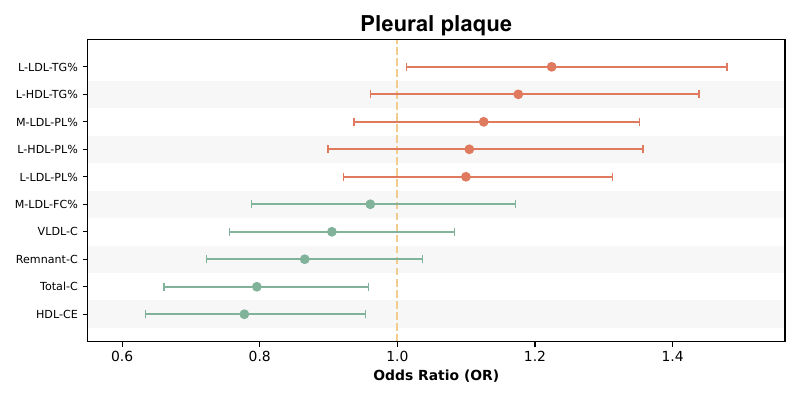 Pleural plaque
L-LDL-TG%
L-HDL-TG%
M-LDL-PL%
L-HDL-PL%
L-LDL-PL%
M-LDL-FC%
VLDL-C
Remnant-C
Total-C
HDL-CE
0.6 0.8 1.0 1.2 1.4
Odds Ratio (OR)